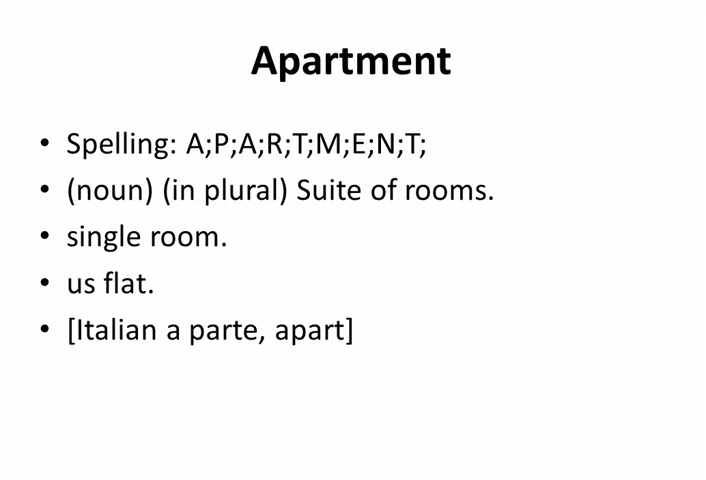 Apartment
• Spelling: A;P;A;R;T;M;E;N;T;
• (noun) (in plural) Suite of rooms.
• single room.
• us flat.
• [Italian a parte, apart]